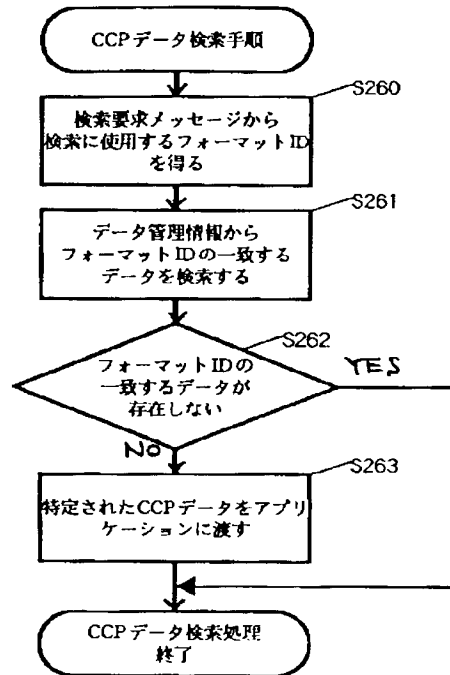 CCPデータ検索手順
S260
検索要求メッセージから
検索に使用するフォーマットID
を得る
S261
データ管理情報から
フォーマットIDの一致する
データを検索する
S262
フォーマットIDの
一致するデータが
存在しない
YES
NO
S263
特定されたCCPデータをアプリ
ケーションに渡す
CCPデータ検索処理
終了